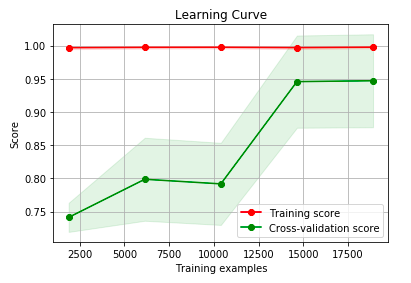 Learning Curve
1.00
0.95
0.90
0.85
0.80
0.75
Score
2500 5000 7500 10000 12500 15000 17500
Training examples
Training score
Cross-validation score